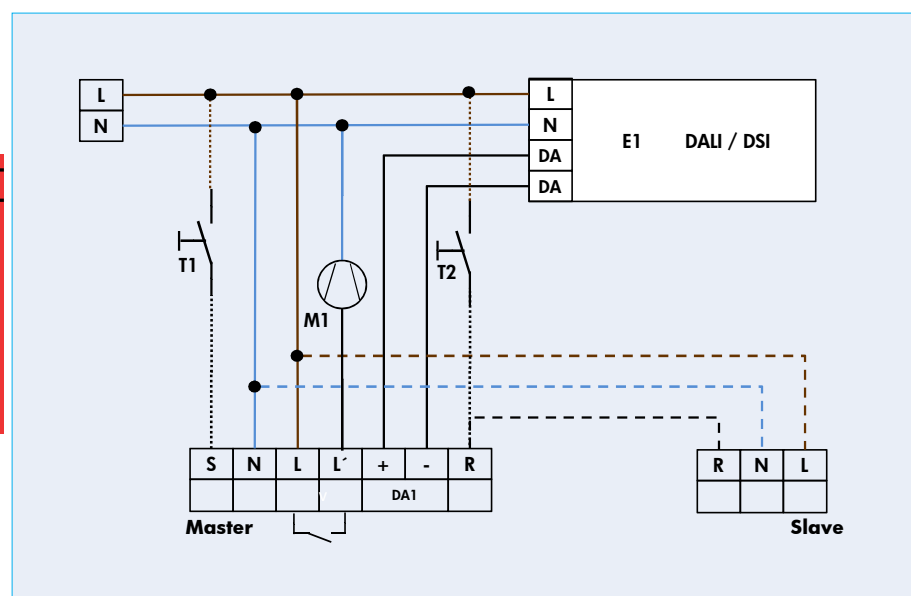 L
N
L
N
DA
DA
E1 DALI / DSI
T1
T2
M1
S N L L´ + - R
V DA1
Master
R N L
Slave